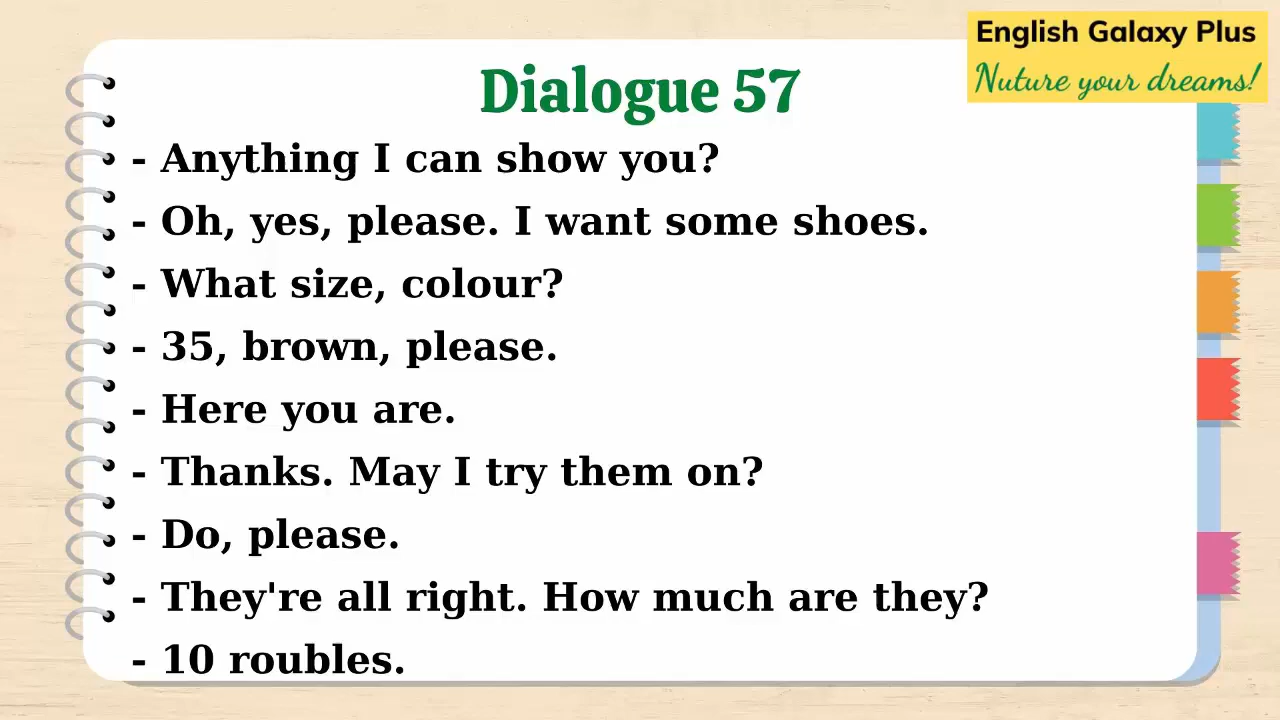 English Galaxy Plus
Nuture your dreams!
Dialogue 57
- Anything I can show you?
- Oh, yes, please. I want some shoes.
- What size, colour?
- 35, brown, please.
- Here you are.
- Thanks. May I try them on?
- Do, please.
- They're all right. How much are they?
- 10 roubles.